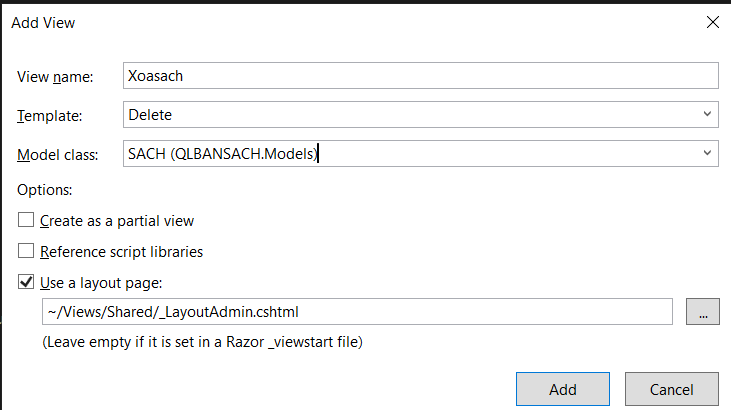 Add View
View name: Xoasach
Template: Delete
Model class: SACH (QLBANSACH.Models)
Options:
Create as a partial view
Reference script libraries
Use a layout page:
~/Views/Shared/_LayoutAdmin.cshtml
...
(Leave empty if it is set in a Razor _viewstart file)
Add Cancel